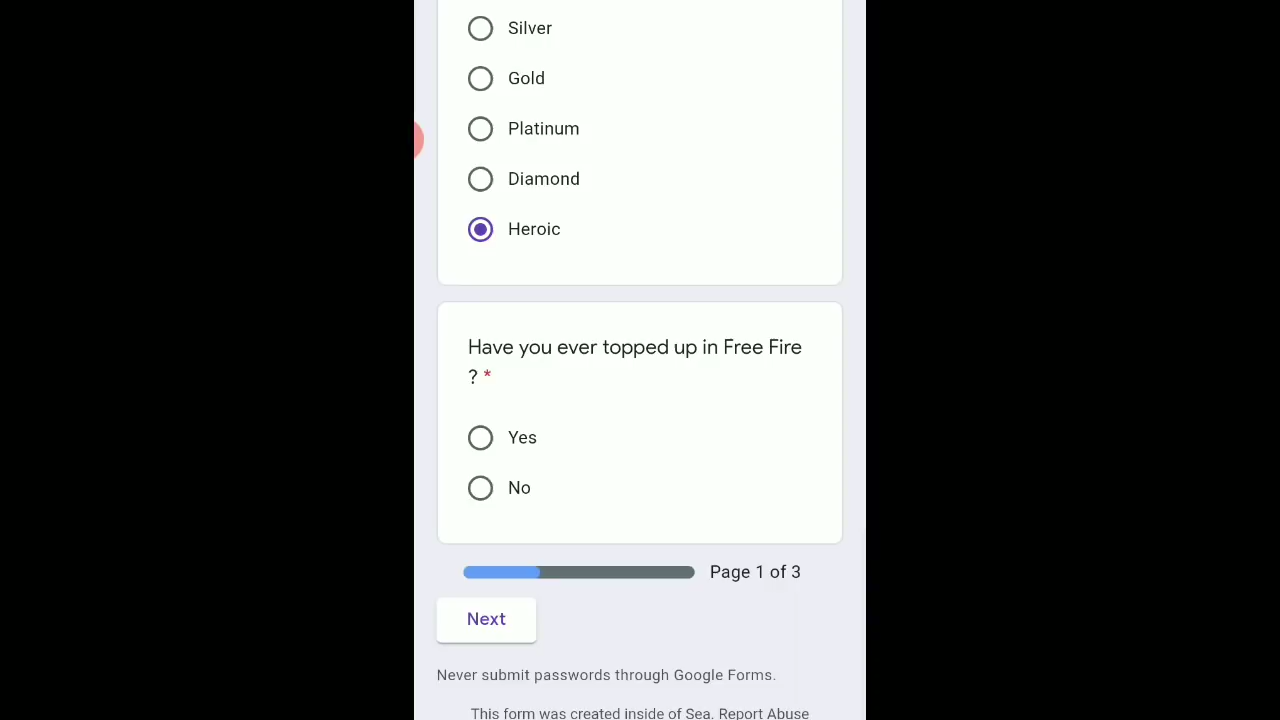 Silver
Gold
Platinum
Diamond
Heroic
Have you ever topped up in Free Fire
? *
Yes
No
Page 1 of 3
Next
Never submit passwords through Google Forms.
This form was created inside of Sea. Report Abuse